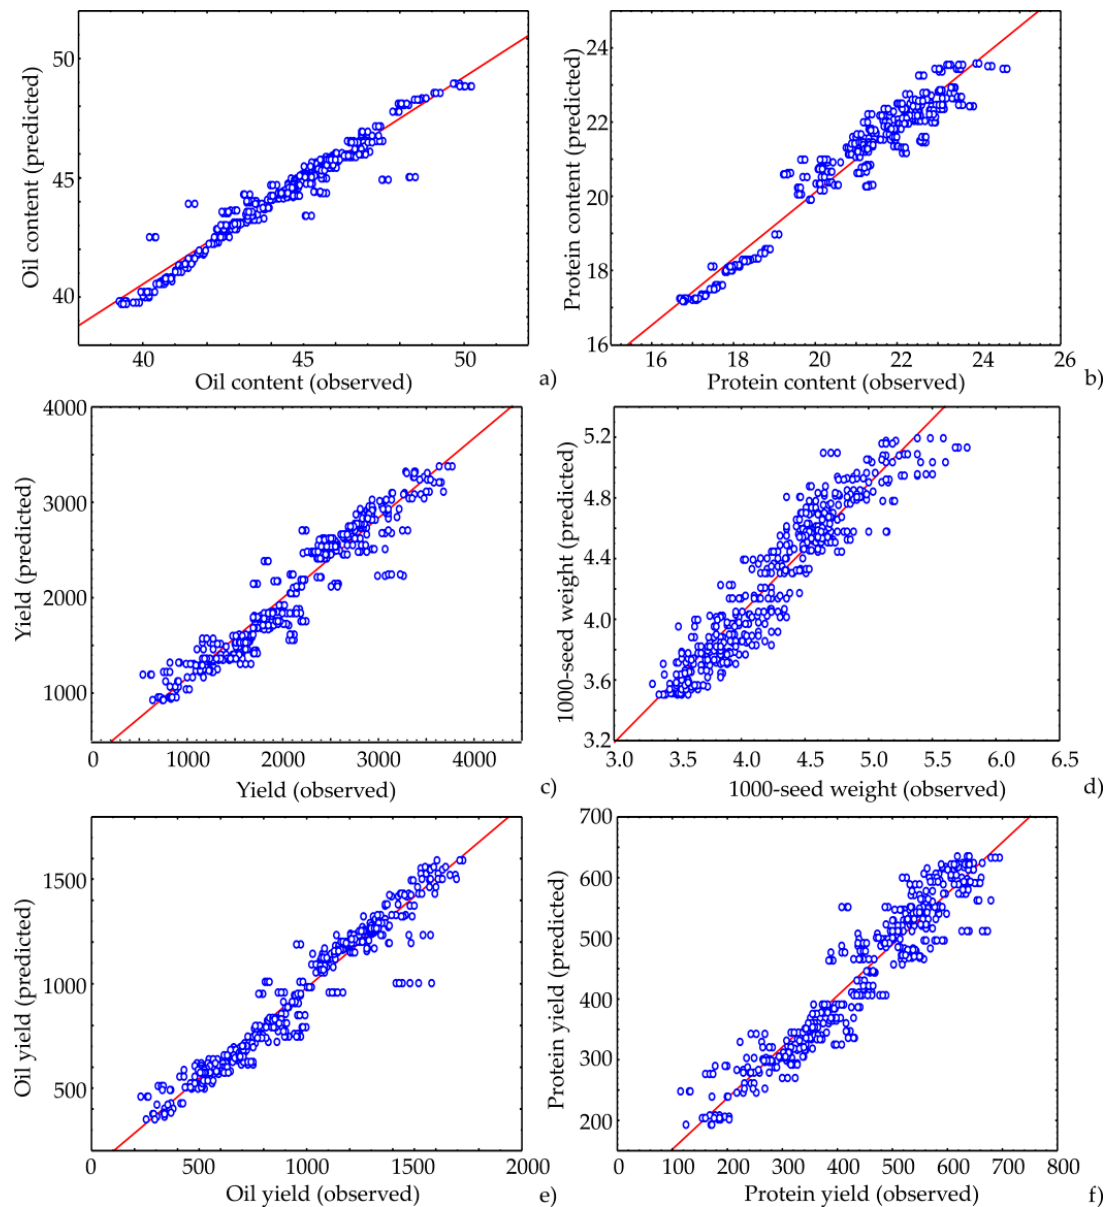 50
45
40
Oil content (predicted)
40 45 50
Oil content (observed)
a)
24
22
20
18
16
Protein content (predicted)
16 18 20 22 24 26
Protein content (observed)
b)
4000
3000
2000
1000
Yield (predicted)
0 1000 2000 3000 4000
Yield (observed)
c)
5.2
4.8
4.4
4.0
3.6
3.2
1000-seed weight (predicted)
3.0 3.5 4.0 4.5 5.0 5.5 6.0 6.5
1000-seed weight (observed)
d)
1500
1000
500
Oil yield (predicted)
0 500 1000 1500 2000
Oil yield (observed)
e)
700
600
500
400
300
200
Protein yield (predicted)
0 100 200 300 400 500 600 700 800
Protein yield (observed)
f)